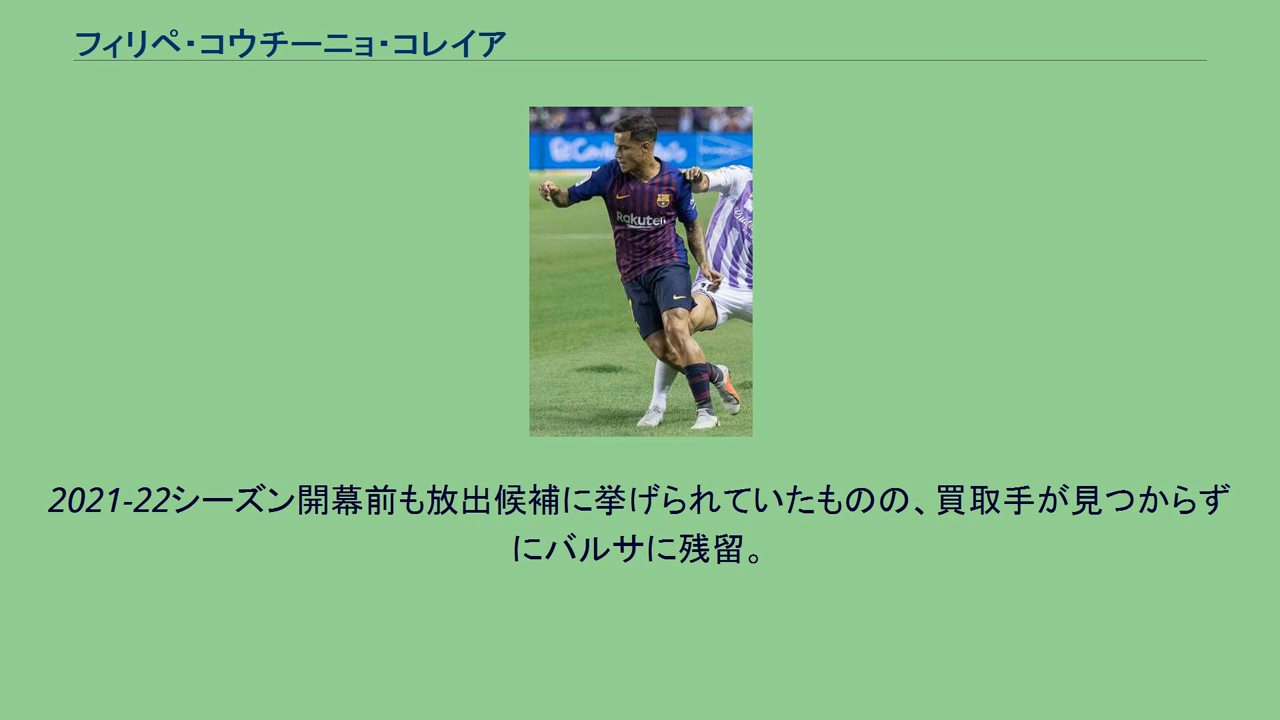 フィリペ・コウチーニョ・コレイア
Rakuten
2021-22シーズン開幕前も放出候補に挙げられていたものの、買取手が見つからず
にバルサに残留。